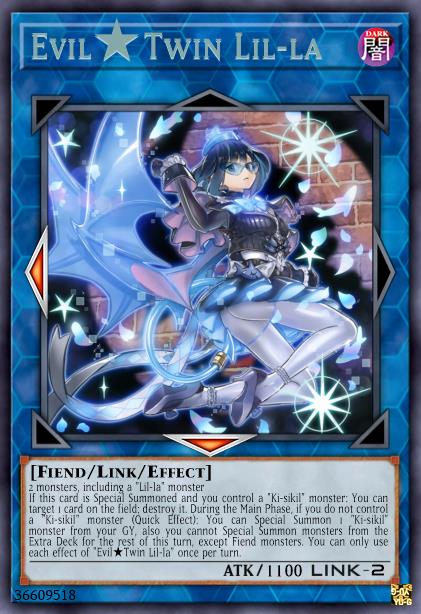 Evil★Twin Lil-la
DARK
闇
[Fiend/Link/Effect]
2 monsters, including a "Lil-la" monster
If this card is Special Summoned and you control a "Ki-sikil" monster: You can
target 1 card on the field; destroy it. During the Main Phase, if you do not control
a "Ki-sikil" monster (Quick Effect): You can Special Summon 1 "Ki-sikil"
monster from your GY, also you cannot Special Summon monsters from the
Extra Deck for the rest of this turn, except Fiend monsters. You can only use
each effect of "Evil★Twin Lil-la" once per turn.
ATK/1100 LINK-2
36609518